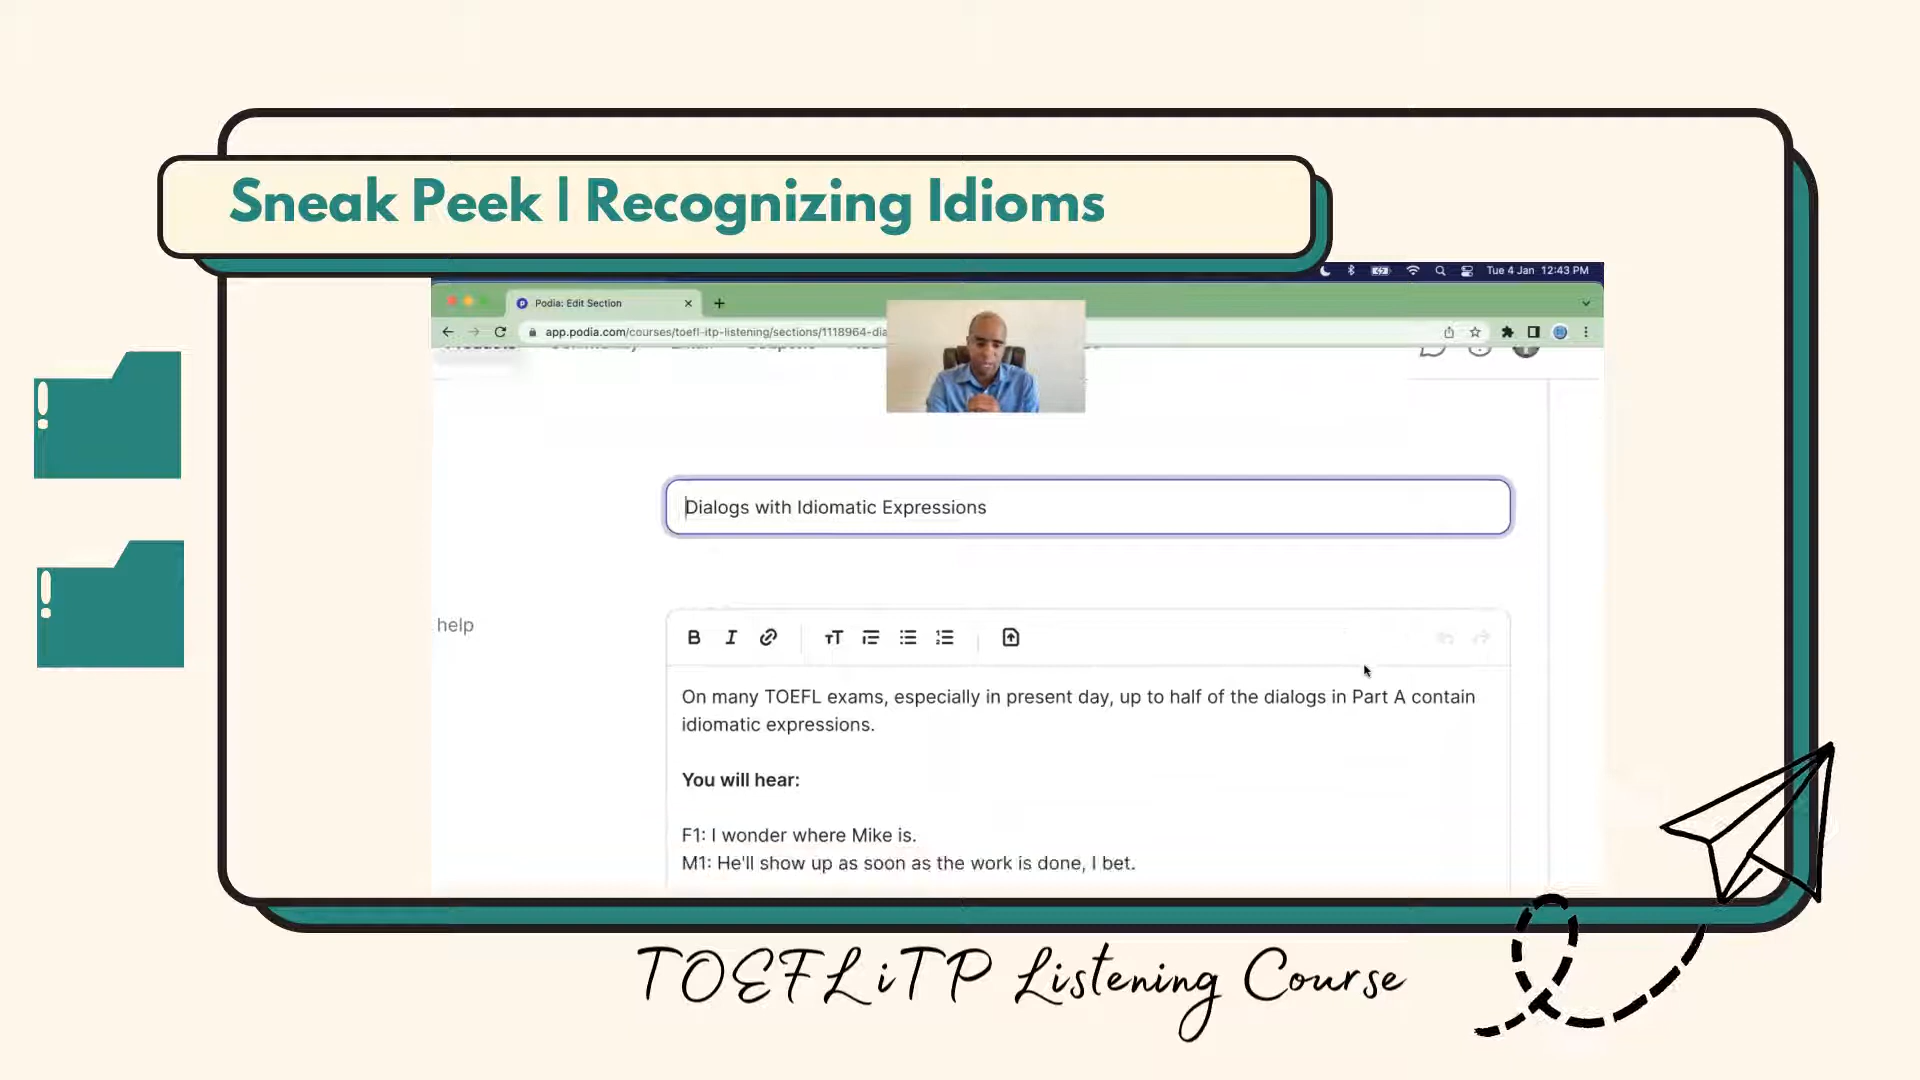 Sneak Peek | Recognizing Idioms
Tue 4 Jan 12:43 PM
Podia: Edit Section
app.podia.com/courses/toefl-itp-listening/sections/1118964-dia
Dialogs with Idiomatic Expressions
help
B I
On many TOEFL exams, especially in present day, up to half of the dialogs in Part A contain
idiomatic expressions.
You will hear:
F1: I wonder where Mike is.
M1: He'll show up as soon as the work is done, I bet.
TOEFL iTP Listening Course